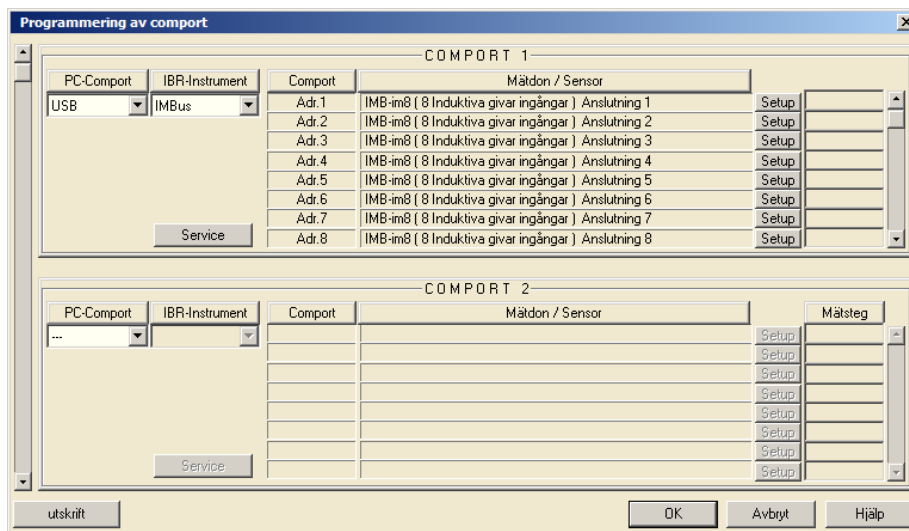 Programmering av comport
COMPORT 1
PC-Comport IBR-Instrument Comport Mätdon / Sensor
USB IMBus Adr.1 IMB-im8 ( 8 Induktiva givar ingångar ) Anslutning 1 Setup
Adr.2 IMB-im8 ( 8 Induktiva givar ingångar ) Anslutning 2 Setup
Adr.3 IMB-im8 ( 8 Induktiva givar ingångar ) Anslutning 3 Setup
Adr.4 IMB-im8 ( 8 Induktiva givar ingångar ) Anslutning 4 Setup
Adr.5 IMB-im8 ( 8 Induktiva givar ingångar ) Anslutning 5 Setup
Adr.6 IMB-im8 ( 8 Induktiva givar ingångar ) Anslutning 6 Setup
Adr.7 IMB-im8 ( 8 Induktiva givar ingångar ) Anslutning 7 Setup
Service Adr.8 IMB-im8 ( 8 Induktiva givar ingångar ) Anslutning 8 Setup
COMPORT 2
PC-Comport IBR-Instrument Comport Mätdon / Sensor Mätsteg
--- Setup
Setup
Setup
Setup
Setup
Setup
Setup
Service Setup
utskrift OK Avbryt Hjälp